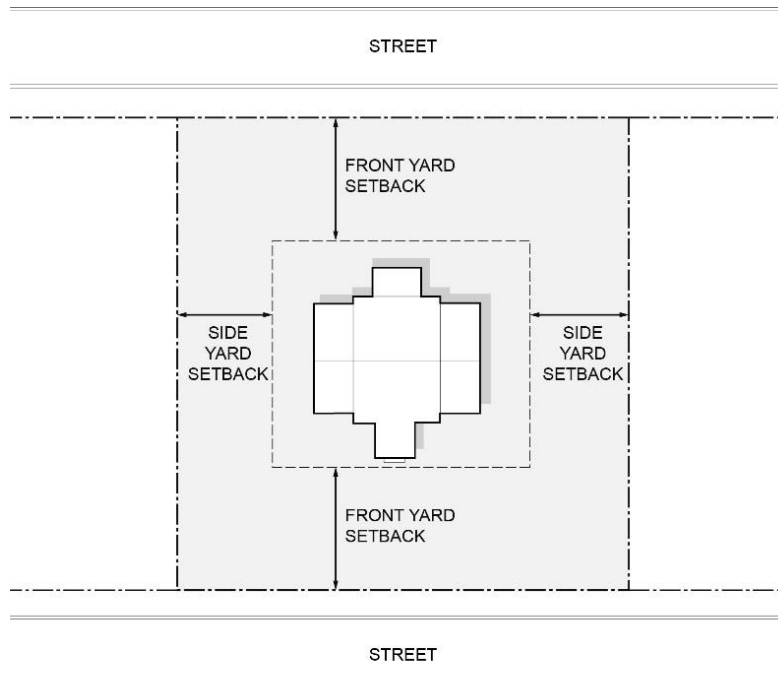 STREET
FRONT YARD
SETBACK
SIDE
YARD
SETBACK
SIDE
YARD
SETBACK
FRONT YARD
SETBACK
STREET